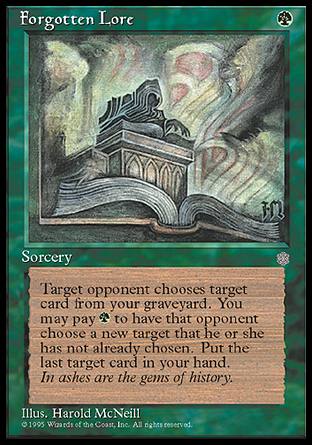 Forgotten Lore
HM
Sorcery
Target opponent chooses target
card from your graveyard. You
may pay to have that opponent
choose a new target that he or she
has not already chosen. Put the
last target card in your hand.
In ashes are the gems of history.
Illus. Harold McNeill
©1995 Wizards of the Coast, Inc. All rights reserved.